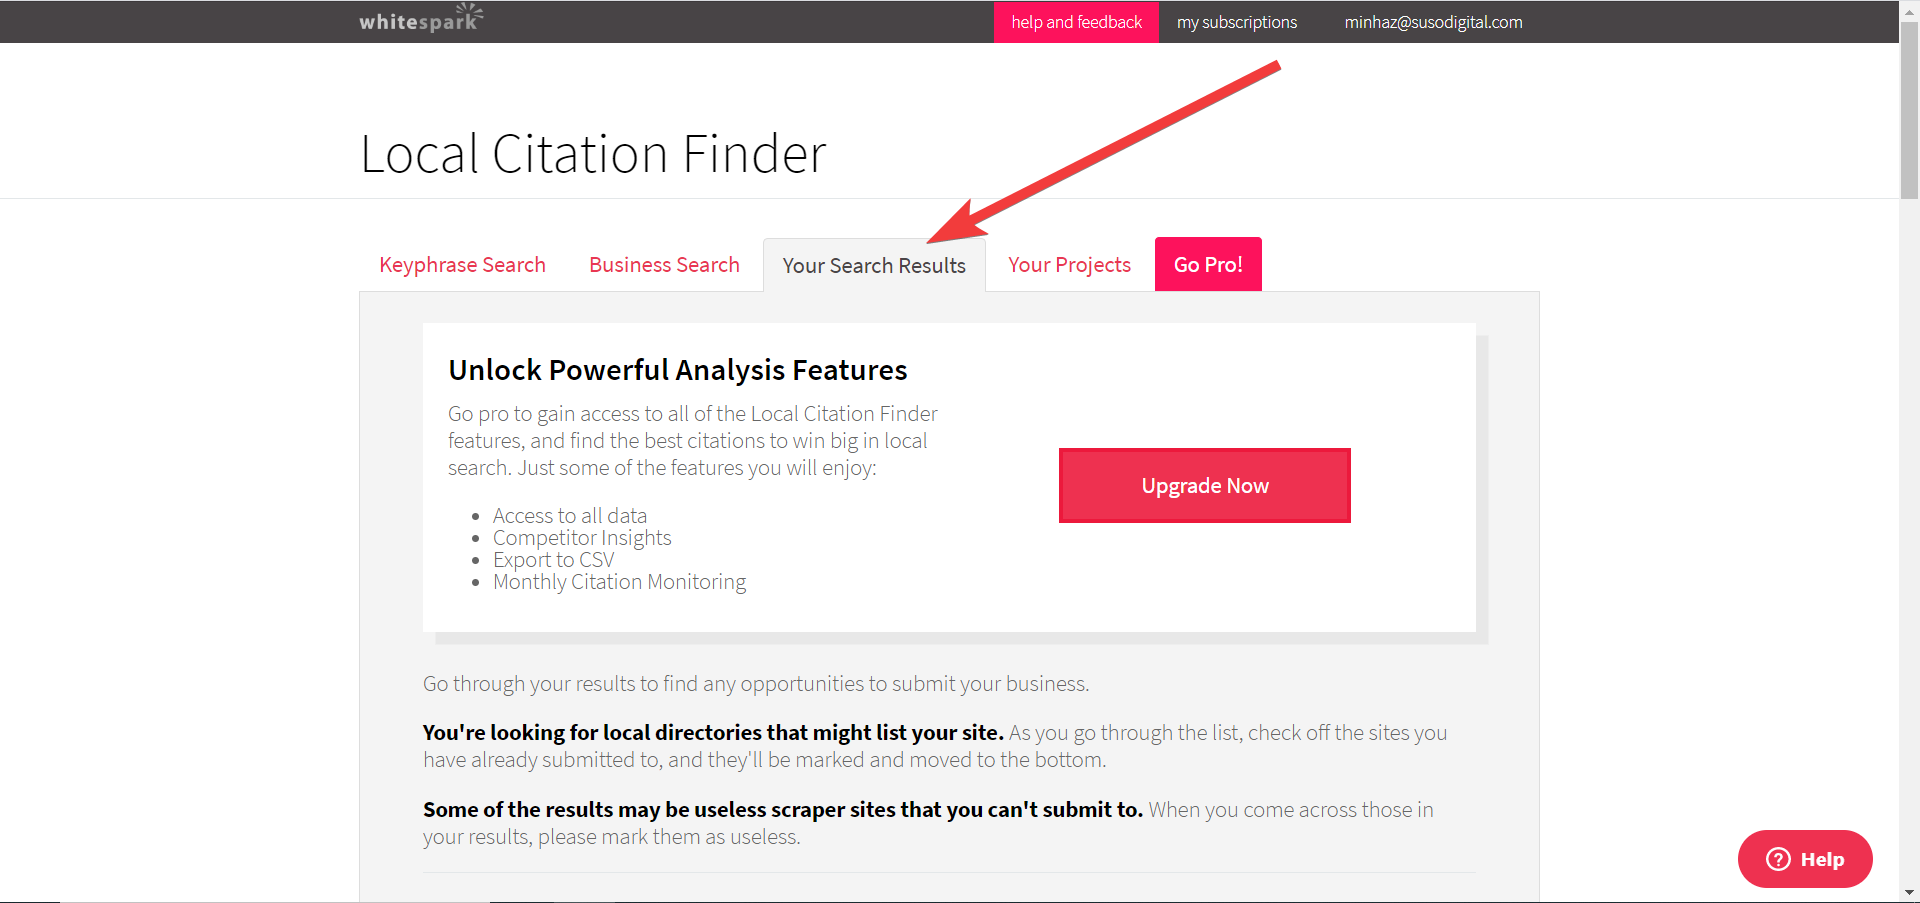 whitespark
help and feedback
my subscriptions
minhaz@susodigital.com
Local Citation Finder
Keyphrase Search
Business Search
Your Search Results
Your Projects
Go Pro!
Unlock Powerful Analysis Features
Go pro to gain access to all of the Local Citation Finder
features, and find the best citations to win big in local
search. Just some of the features you will enjoy:
Access to all data
Competitor Insights
Export to CSV
Monthly Citation Monitoring
Upgrade Now
Go through your results to find any opportunities to submit your business.
You're looking for local directories that might list your site. As you go through the list, check off the sites you
have already submitted to, and they'll be marked and moved to the bottom.
Some of the results may be useless scraper sites that you can't submit to. When you come across those in
your results, please mark them as useless.
Help